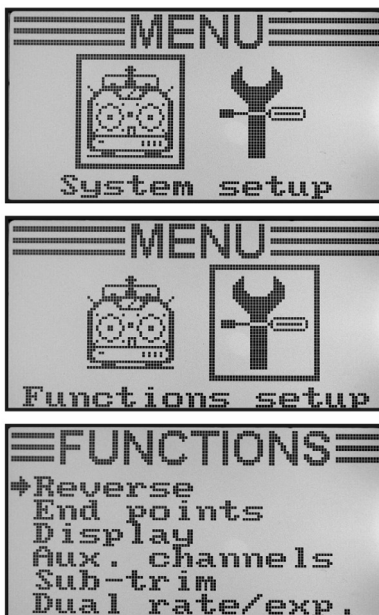 MENU
System setup
MENU
Functions setup
FUNCTIONS
Reverse
End points
Display
Aux. channels
Sub-trim
Dual rate/exp.